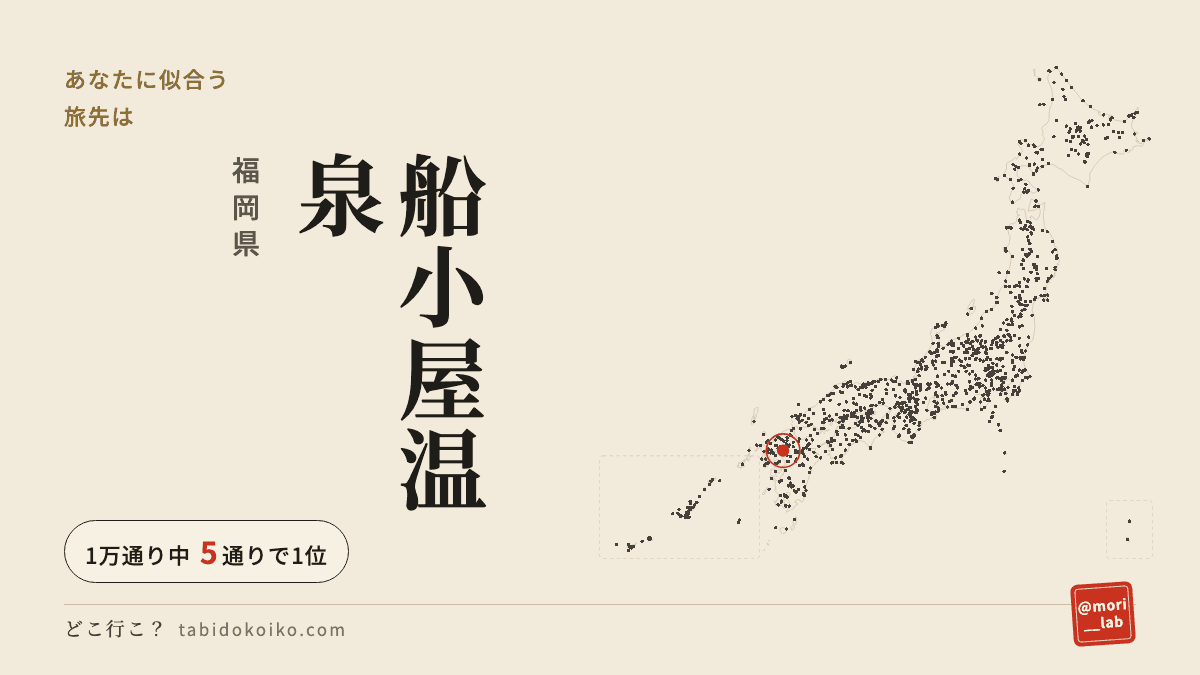 あなたに似合う
旅先は
船小屋温
泉
福岡県
1万通り中 5通りで1位
どこ行こ？ tabidokoiko.com
@mori
__lab